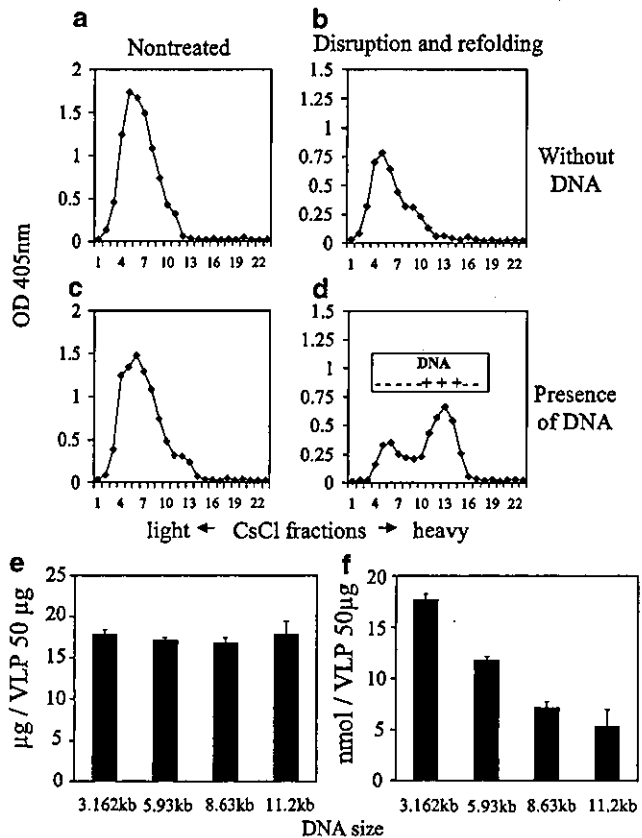 a
Nontreated
b
Disruption and refolding
2
1.5
1
0.5
0
1 4 7 10 13 16 19 22
1.5
1.25
1
0.75
0.5
0.25
0
1 4 7 10 13 16 19 22
Without
DNA
OD 405nm
c
2
1.5
1
0.5
0
1 4 7 10 13 16 19 22
d
1.5
1.25
1
0.75
0.5
0.25
0
DNA
- - - - - - + + + - -
1 4 7 10 13 16 19 22
Presence
of DNA
light ← CsCl fractions → heavy
e
µg / VLP 50 µg
25
20
15
10
5
0
3.162kb 5.93kb 8.63kb 11.2kb
f
nmol / VLP 50µg
20
15
10
5
0
3.162kb 5.93kb 8.63kb 11.2kb
DNA size